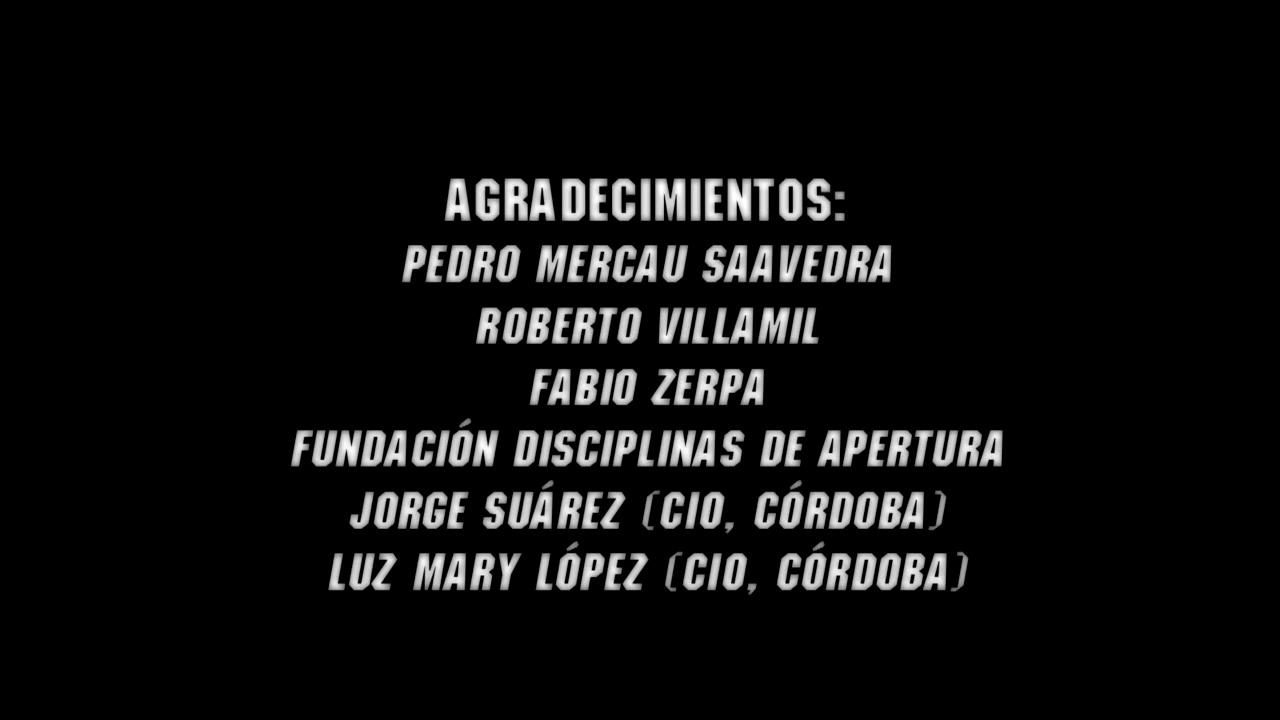 AGRADECIMIENTOS:
PEDRO MERCAU SAAVEDRA
ROBERTO VILLAMIL
FABIO ZERPA
FUNDACIÓN DISCIPLINAS DE APERTURA
JORGE SUÁREZ (CIO, CÓRDOBA)
LUZ MARY LÓPEZ (CIO, CÓRDOBA)